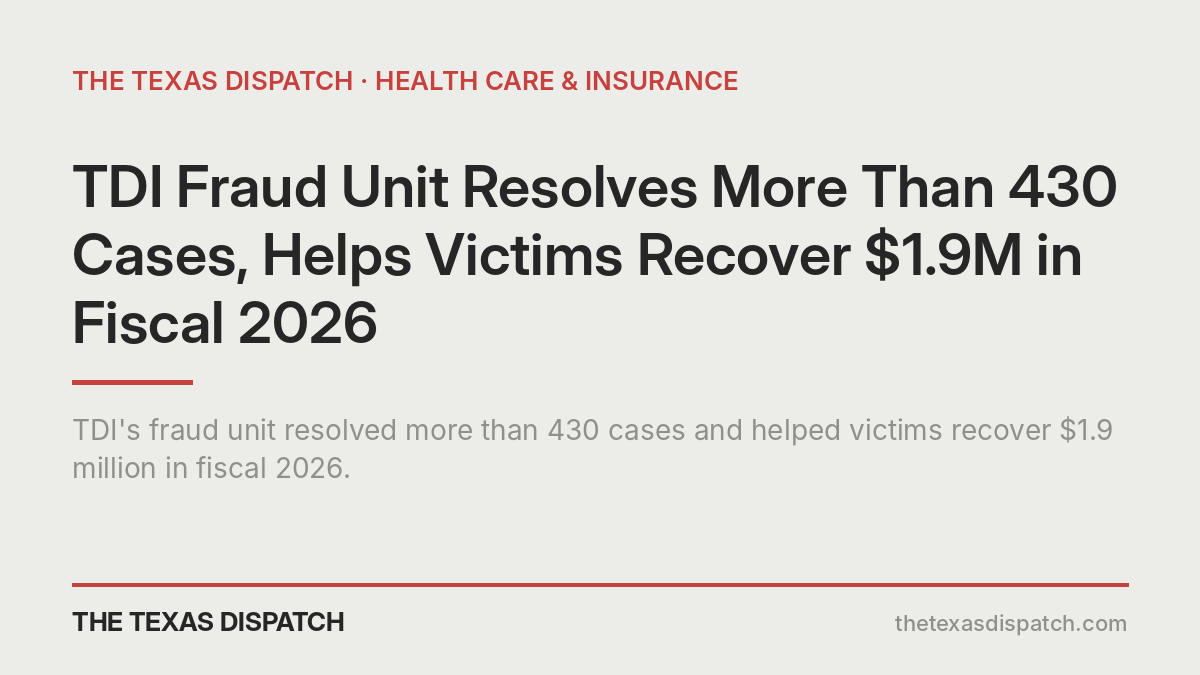 THE TEXAS DISPATCH · HEALTH CARE & INSURANCE
TDI Fraud Unit Resolves More Than 430
Cases, Helps Victims Recover $1.9M in
Fiscal 2026
TDI's fraud unit resolved more than 430 cases and helped victims recover $1.9
million in fiscal 2026.
THE TEXAS DISPATCH
thetexasdispatch.com